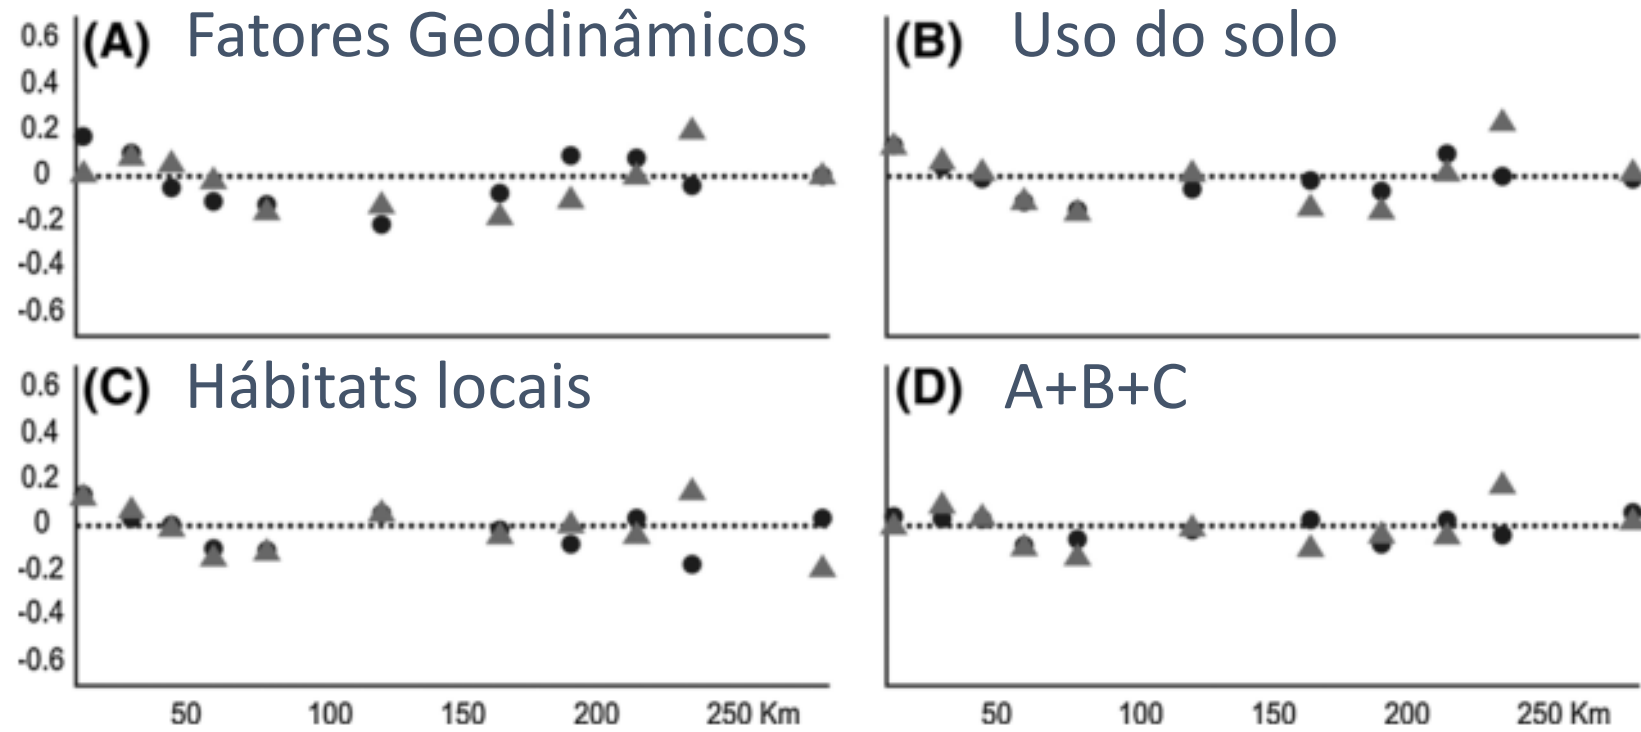 (A) Fatores Geodinâmicos
0.6
0.4
0.2
0
-0.2
-0.4
-0.6
(B) Uso do solo
(C) Hábitats locais
0.6
0.4
0.2
0
-0.2
-0.4
-0.6
50 100 150 200 250 Km
(D) A+B+C
50 100 150 200 250 Km